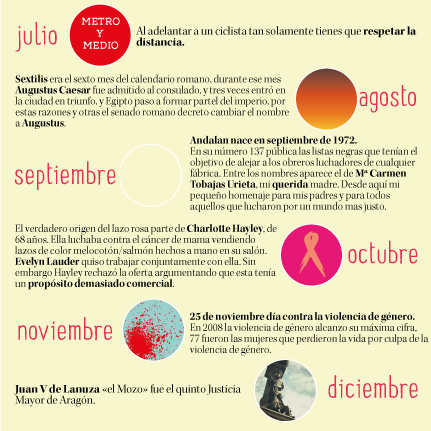 julio
METRO
Y
MEDIO
Al adelantar a un ciclista tan solamente tienes que respetar la
distancia.
Sextilis era el sexto mes del calendario romano, durante ese mes
Augustus Caesar fue admitido al consulado, y tres veces entró en
la ciudad en triunfo, y Egipto paso a formar partel del imperio, por
estas razones y otras el senado romano decreto cambiar el nombre
a Augustus.
agosto
septiembre
Andalan nace en septiembre de 1972.
En su número 137 pública las listas negras que tenían el
objetivo de alejar a los obreros luchadores de cualquier
fábrica. Entre los nombres aparece el de Mª Carmen
Tobajas Urieta, mi querida madre. Desde aquí mi
pequeño homenaje para mis padres y para todos
aquellos que lucharon por un mundo mas justo.
El verdadero origen del lazo rosa parte de Charlotte Hayley, de
68 años. Ella luchaba contra el cáncer de mama vendiendo
lazos de color melocotón/salmón hechos a mano en su salón.
Evelyn Lauder quiso trabajar conjuntamente con ella. Sin
embargo Hayley rechazó la oferta argumentando que esta tenía
un propósito demasiado comercial.
octubre
noviembre
25 de noviembre día contra la violencia de género.
En 2008 la violencia de género alcanzo su máxima cifra,
77 fueron las mujeres que perdieron la vida por culpa de la
violencia de género.
Juan V de Lanuza «el Mozo» fue el quinto Justicia
Mayor de Aragón.
diciembre